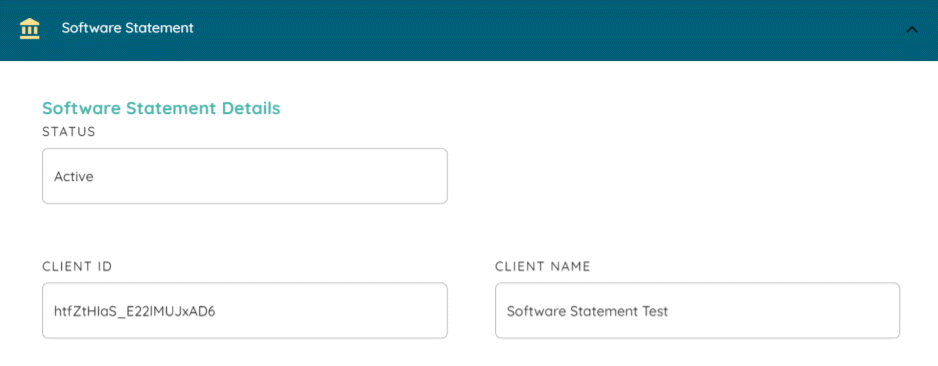 Software Statement
Software Statement Details
STATUS
Active
CLIENT ID
CLIENT NAME
htfZtHIaS_E22lMUJxAD6
Software Statement Test